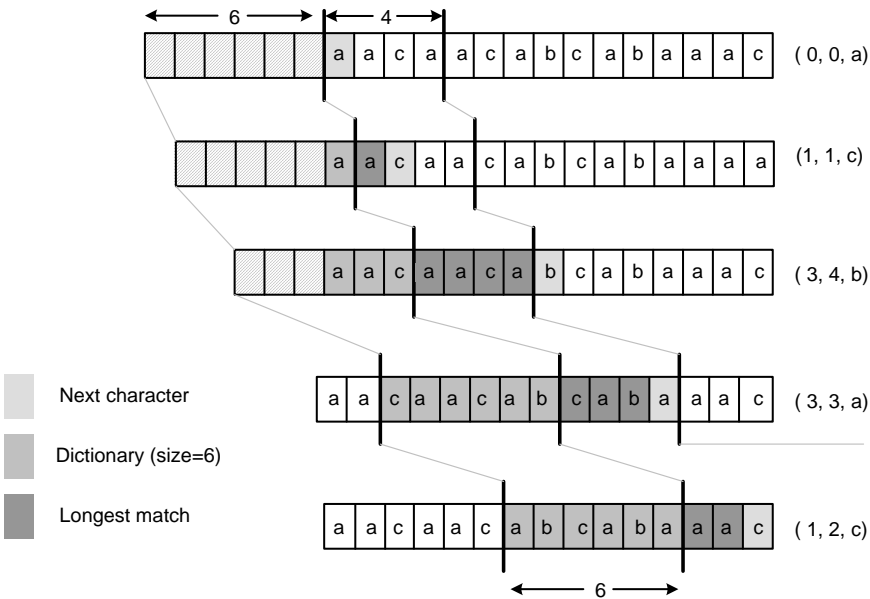 6 4
a a c a a c a b c a b a a a c ( 0, 0, a)
a a c a a c a b c a b a a a a (1, 1, c)
a a c a a c a b c a b a a a c ( 3, 4, b)
a a c a a c a b c a b a a a c ( 3, 3, a)
Next character
Dictionary (size=6)
Longest match
a a c a a c a b c a b a a a c ( 1, 2, c)
6